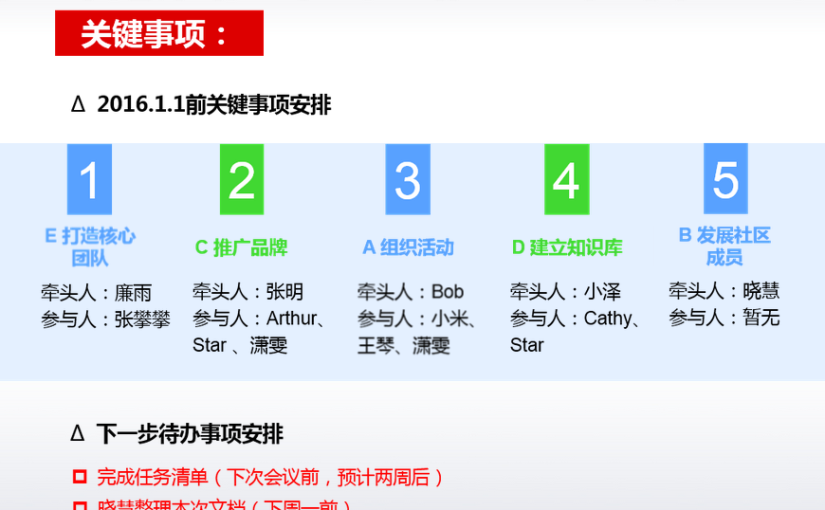 关键事项：
Δ 2016.1.1前关键事项安排
1 2 3 4 5
E 打造核心
团队
C 推广品牌
A 组织活动
D 建立知识库
B 发展社区
成员
牵头人：廉雨
参与人：张攀攀
牵头人：张明
参与人：Arthur、
Star 、潇雯
牵头人：Bob
参与人：小米、
王琴、潇雯
牵头人：小泽
参与人：Cathy、
Star
牵头人：晓慧
参与人：暂无
Δ 下一步待办事项安排
完成任务清单（下次会议前，预计两周后）
晓慧整理本次文档（下周一前）